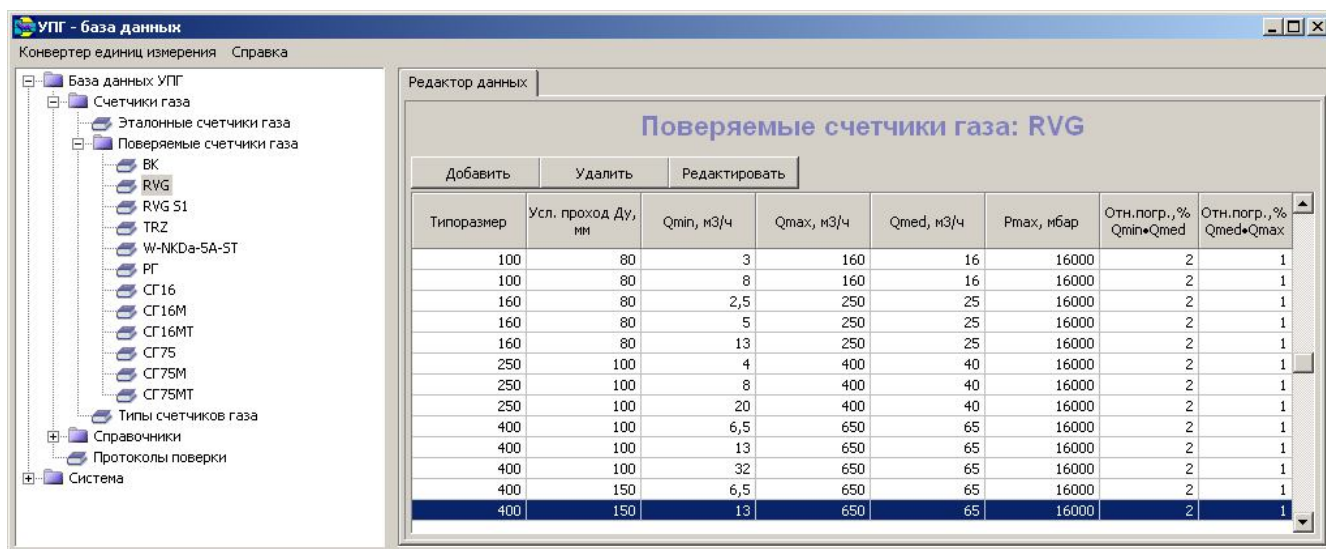 УПГ - база данных
Конвертер единиц измерения Справка
База данных УПГ
Счетчики газа
Эталонные счетчики газа
Поверяемые счетчики газа
ВК
RVG
RVG S1
TRZ
W-NKDa-5A-ST
РГ
СГ16
СГ16М
СГ16МТ
СГ75
СГ75М
СГ75МТ
Типы счетчиков газа
Справочники
Протоколы поверки
Система
Редактор данных
Поверяемые счетчики газа: RVG
Добавить Удалить Редактировать
Типоразмер Усл. проход Ду, мм Qmin, м3/ч Qmax, м3/ч Qmed, м3/ч Pmax, мбар Отн.погр.,% Qmin•Qmed Отн.погр.,% Qmed•Qmax
100 80 3 160 16 16000 2 1
100 80 8 160 16 16000 2 1
160 80 2,5 250 25 16000 2 1
160 80 5 250 25 16000 2 1
160 80 13 250 25 16000 2 1
250 100 4 400 40 16000 2 1
250 100 8 400 40 16000 2 1
250 100 20 400 40 16000 2 1
400 100 6,5 650 65 16000 2 1
400 100 13 650 65 16000 2 1
400 100 32 650 65 16000 2 1
400 150 6,5 650 65 16000 2 1
400 150 13 650 65 16000 2 1